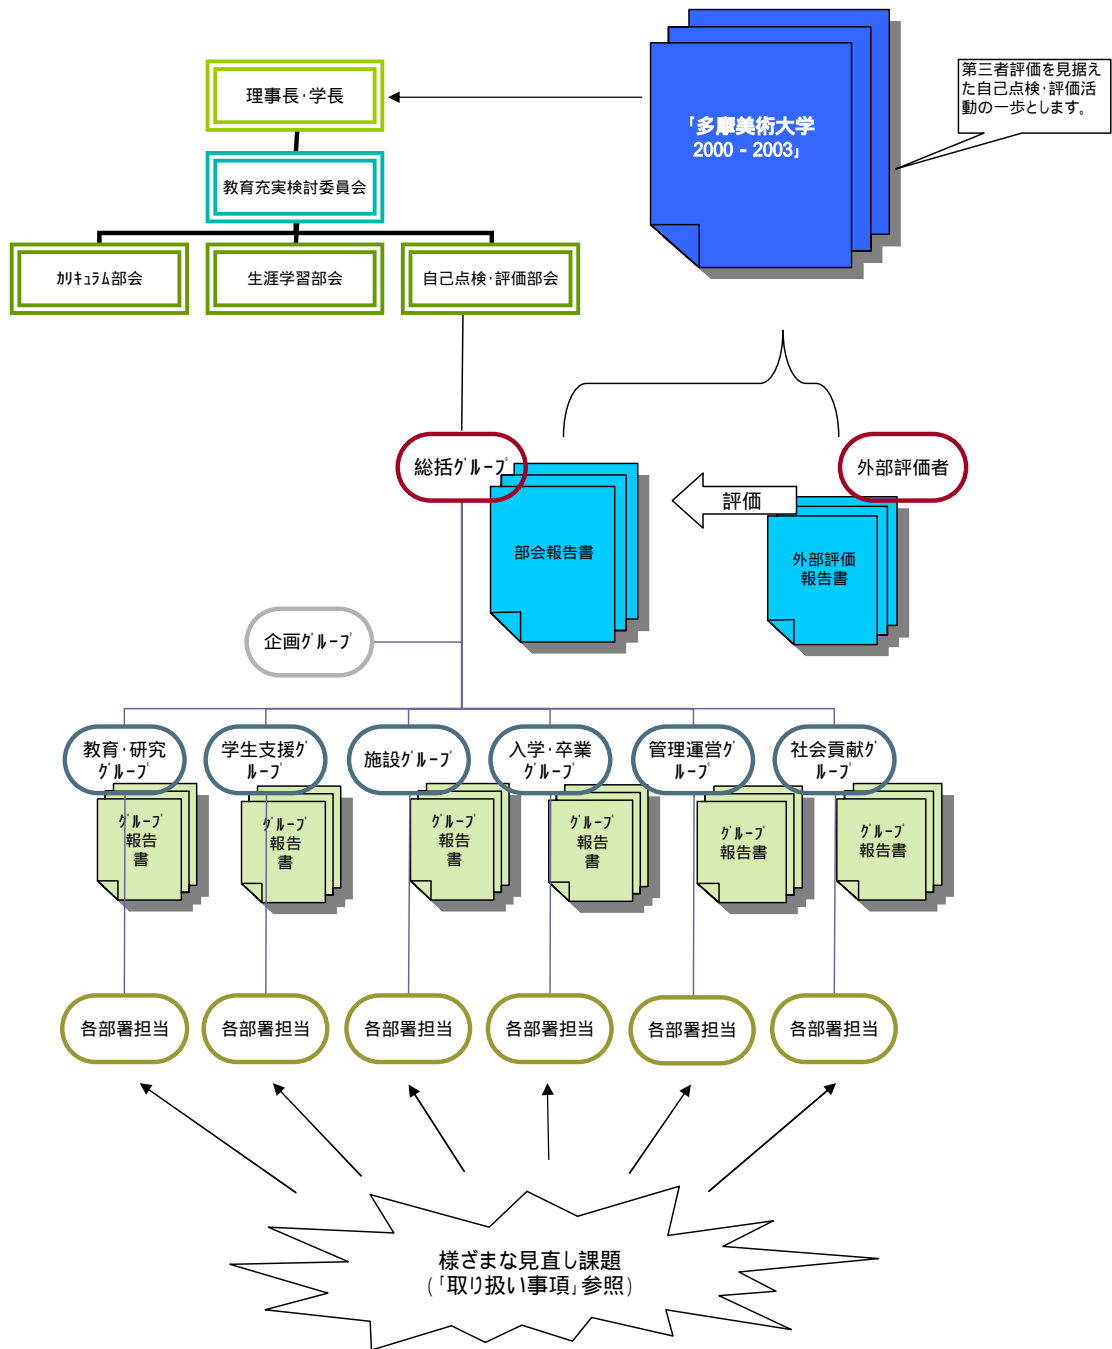 理事長・学長
「多摩美術大学
2000 - 2003」
第三者評価を見据え
た自己点検・評価活
動の一歩とします。
教育充実検討委員会
ｶﾘｷｭﾗﾑ部会
生涯学習部会
自己点検・評価部会
総括ｸﾞﾙｰﾌﾟ
外部評価者
評価
部会報告書
外部評価
報告書
企画ｸﾞﾙｰﾌﾟ
教育・研究
ｸﾞﾙｰﾌﾟ
学生支援ｸﾞ
ﾙｰﾌﾟ
施設ｸﾞﾙｰﾌﾟ
入学・卒業
ｸﾞﾙｰﾌﾟ
管理運営ｸﾞ
ﾙｰﾌﾟ
社会貢献ｸﾞ
ﾙｰﾌﾟ
ｸﾞﾙｰﾌﾟ
報告
書
ｸﾞﾙｰﾌﾟ
報告
書
ｸﾞﾙｰﾌﾟ
報告
書
ｸﾞﾙｰﾌﾟ
報告
書
ｸﾞﾙｰﾌﾟ
報告書
ｸﾞﾙｰﾌﾟ
報告書
各部署担当
各部署担当
各部署担当
各部署担当
各部署担当
各部署担当
様ざまな見直し課題
(「取り扱い事項」参照)